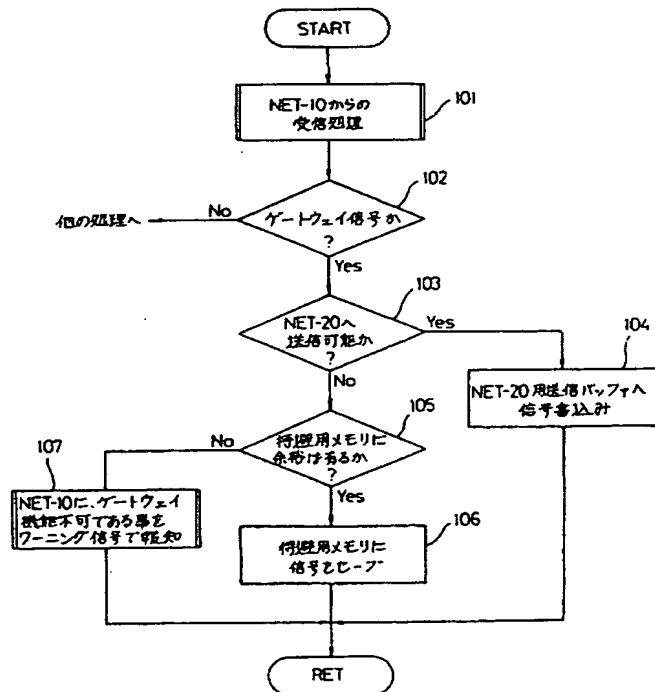 START
NET-10からの
受信処理
101
102
ゲートウェイ信号か
?
No
他の処理へ
Yes
103
NET-20へ
送信可能か
?
Yes
No
104
NET-20用送信バッファへ
信号書込み
105
待避用メモリに
余裕はあるか
?
No
Yes
107
NET-10に、ゲートウェイ
機能不可である事を
ワーニング信号で報知
106
待避用メモリに
信号をセーブ
RET